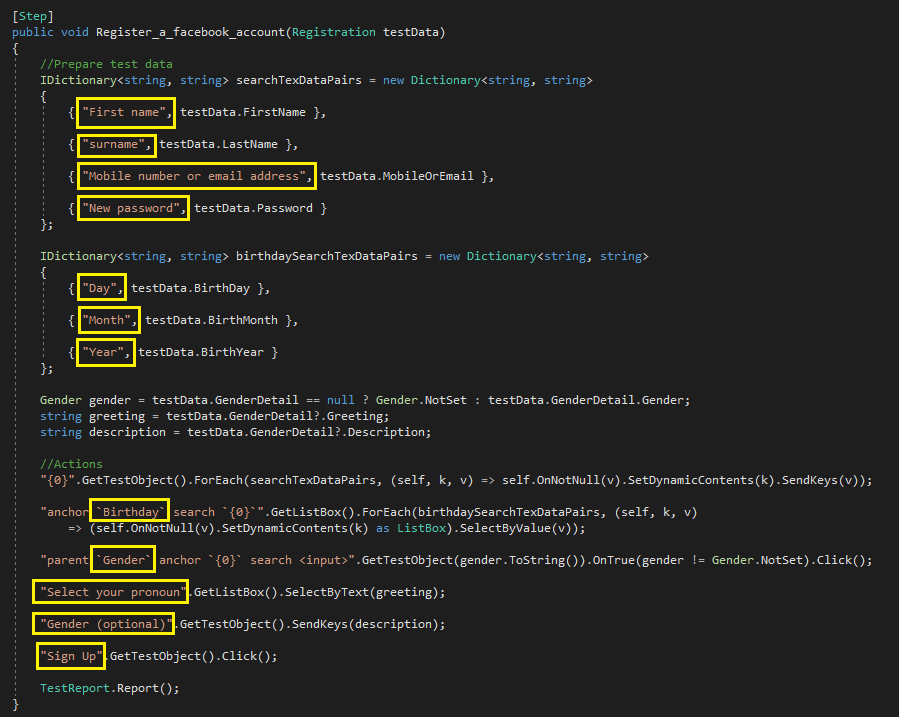 [Step]
public void Register_a_facebook_account(Registration testData)
{
//Prepare test data
IDictionary<string, string> searchTexDataPairs = new Dictionary<string, string>
{
{ "First name", testData.FirstName },
{ "surname", testData.LastName },
{ "Mobile number or email address", testData.MobileOrEmail },
{ "New password", testData.Password }
};
IDictionary<string, string> birthdaySearchTexDataPairs = new Dictionary<string, string>
{
{ "Day", testData.BirthDay },
{ "Month", testData.BirthMonth },
{ "Year", testData.BirthYear }
};
Gender gender = testData.GenderDetail == null ? Gender.NotSet : testData.GenderDetail.Gender;
string greeting = testData.GenderDetail?.Greeting;
string description = testData.GenderDetail?.Description;
//Actions
"{0}".GetTestObject().ForEach(searchTexDataPairs, (self, k, v) => self.OnNotNull(v).SetDynamicContents(k).SendKeys(v));
"anchor `Birthday` search `{0}`".GetListBox().ForEach(birthdaySearchTexDataPairs, (self, k, v)
=> (self.OnNotNull(v).SetDynamicContents(k) as ListBox).SelectByValue(v));
"parent `Gender` anchor `{0}` search <input>".GetTestObject(gender.ToString()).OnTrue(gender != Gender.NotSet).Click();
"Select your pronoun".GetListBox().SelectByText(greeting);
"Gender (optional)".GetTestObject().SendKeys(description);
"Sign Up".GetTestObject().Click();
TestReport.Report();
}